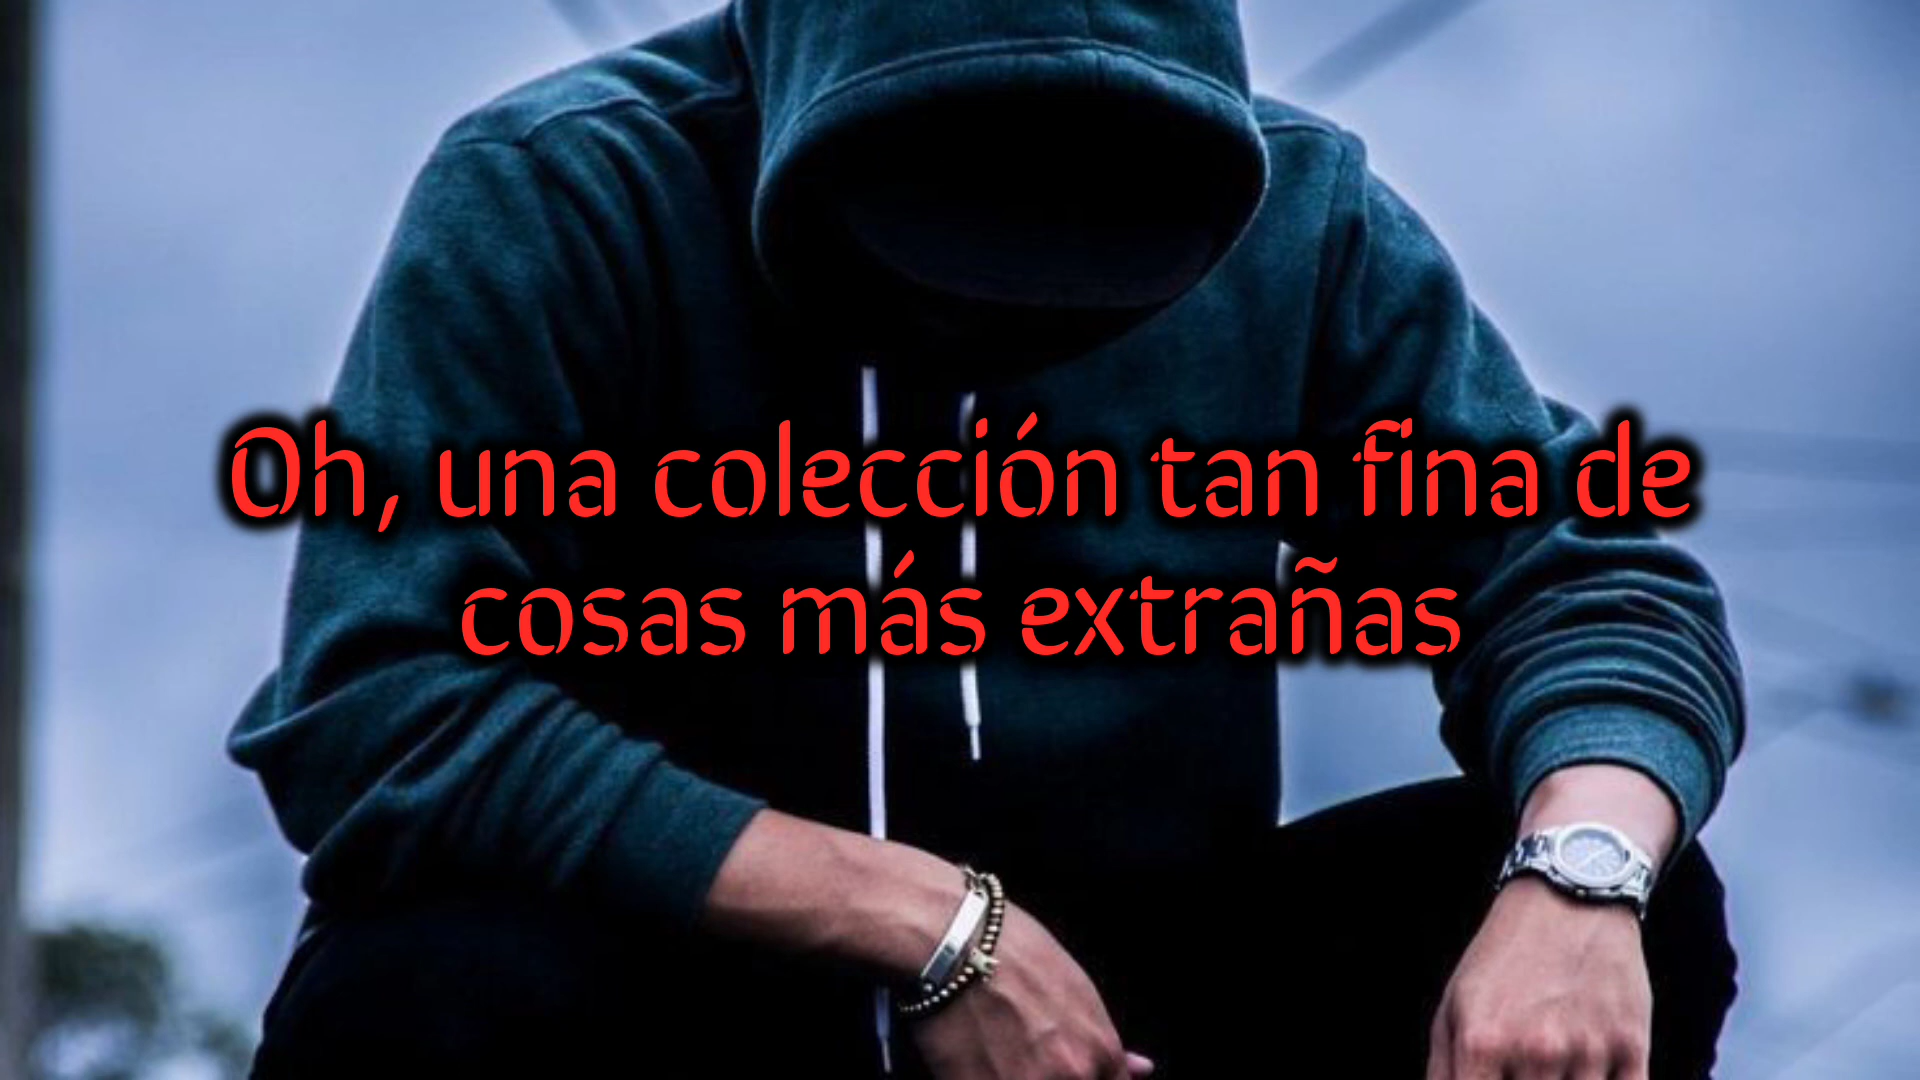 Oh, una colección tan fina de
cosas más extrañas